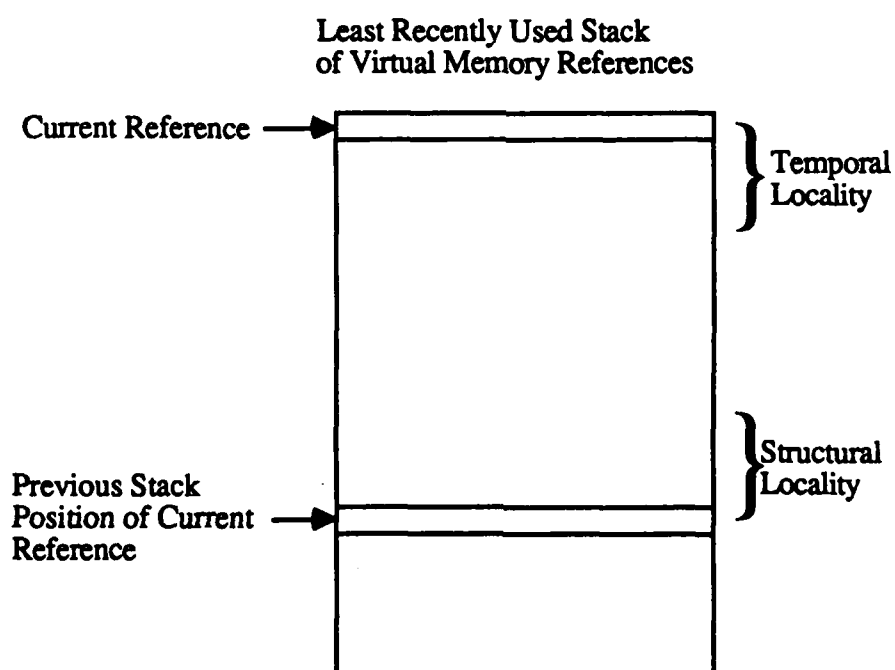 Least Recently Used Stack
of Virtual Memory References
Current Reference
Temporal
Locality
Structural
Locality
Previous Stack
Position of Current
Reference